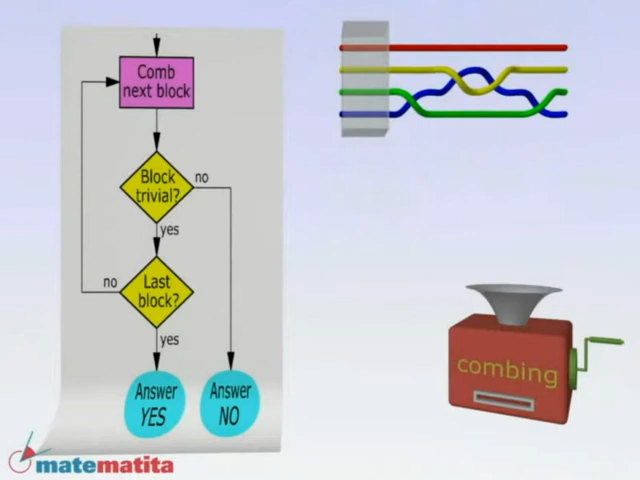 Comb
next block
Block
trivial?
no
yes
no
Last
block?
yes
Answer
YES
Answer
NO
combing
matematita